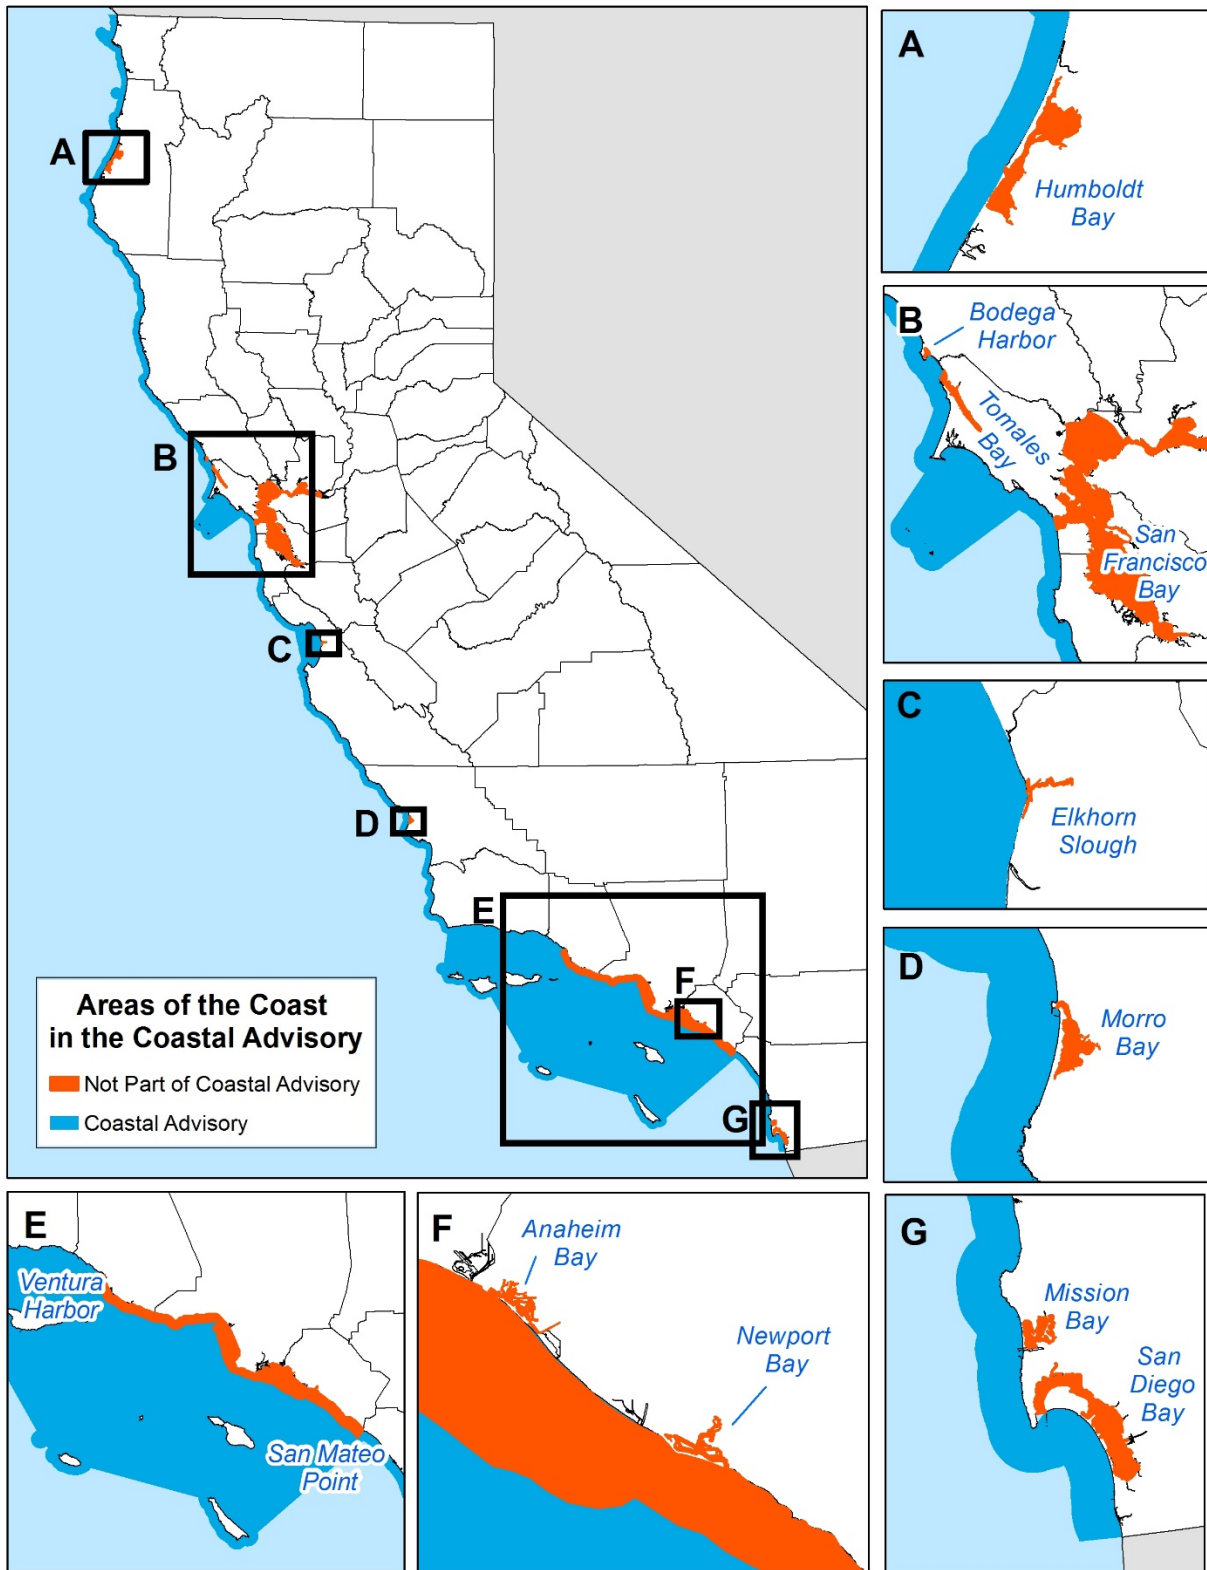 A
B
C
D
E
F
G
Areas of the Coast
in the Coastal Advisory
Not Part of Coastal Advisory
Coastal Advisory
A
Humboldt
Bay
B
Bodega
Harbor
Tomales
Bay
San
Francisco
Bay
C
Elkhorn
Slough
D
Morro
Bay
E
Ventura
Harbor
San Mateo
Point
F
Anaheim
Bay
Newport
Bay
G
Mission
Bay
San
Diego
Bay